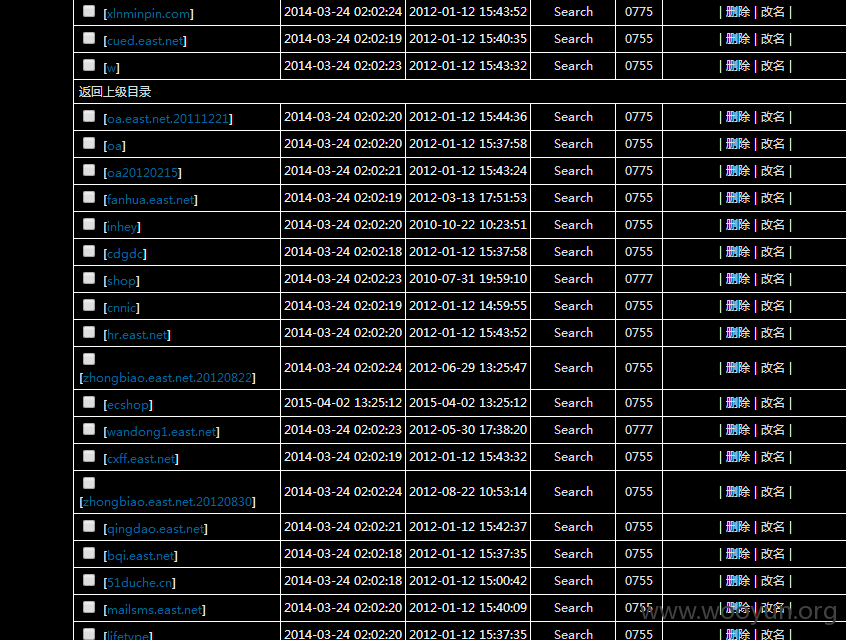 [xlnminpin.com] 2014-03-24 02:02:24 2012-01-12 15:43:52 Search 0775 | 删除 | 改名 |
[cued.east.net] 2014-03-24 02:02:19 2012-01-12 15:40:35 Search 0755 | 删除 | 改名 |
[w] 2014-03-24 02:02:23 2012-01-12 15:43:32 Search 0755 | 删除 | 改名 |
返回上级目录
[oa.east.net.20111221] 2014-03-24 02:02:20 2012-01-12 15:44:36 Search 0775 | 删除 | 改名 |
[oa] 2014-03-24 02:02:20 2012-01-12 15:37:58 Search 0755 | 删除 | 改名 |
[oa20120215] 2014-03-24 02:02:21 2012-01-12 15:43:24 Search 0755 | 删除 | 改名 |
[fanhua.east.net] 2014-03-24 02:02:19 2012-03-13 17:51:53 Search 0755 | 删除 | 改名 |
[inhey] 2014-03-24 02:02:20 2010-10-22 10:23:51 Search 0755 | 删除 | 改名 |
[cdgdc] 2014-03-24 02:02:18 2012-01-12 15:37:58 Search 0755 | 删除 | 改名 |
[shop] 2014-03-24 02:02:23 2010-07-31 19:59:10 Search 0777 | 删除 | 改名 |
[cnnic] 2014-03-24 02:02:19 2012-01-12 14:59:55 Search 0755 | 删除 | 改名 |
[hr.east.net] 2014-03-24 02:02:20 2012-01-12 15:43:52 Search 0755 | 删除 | 改名 |
[zhongbiao.east.net.20120822] 2014-03-24 02:02:24 2012-06-29 13:25:47 Search 0755 | 删除 | 改名 |
[ecshop] 2015-04-02 13:25:12 2015-04-02 13:25:12 Search 0755 | 删除 | 改名 |
[wandong1.east.net] 2014-03-24 02:02:23 2012-05-30 17:38:20 Search 0777 | 删除 | 改名 |
[cxff.east.net] 2014-03-24 02:02:19 2012-01-12 15:43:32 Search 0755 | 删除 | 改名 |
[zhongbiao.east.net.20120830] 2014-03-24 02:02:24 2012-08-22 10:53:14 Search 0755 | 删除 | 改名 |
[qingdao.east.net] 2014-03-24 02:02:21 2012-01-12 15:42:37 Search 0755 | 删除 | 改名 |
[bqi.east.net] 2014-03-24 02:02:18 2012-01-12 15:37:35 Search 0755 | 删除 | 改名 |
[51duche.cn] 2014-03-24 02:02:18 2012-01-12 15:00:42 Search 0755 | 删除 | 改名 |
[mailsms.east.net] 2014-03-24 02:02:20 2012-01-12 15:40:09 Search 0755 | 删除 | 改名 |
www.wooyun.org
[lifetype] 2014-03-24 02:02:20 2012-01-12 15:37:35 Search 0755 | 删除 | 改名 |